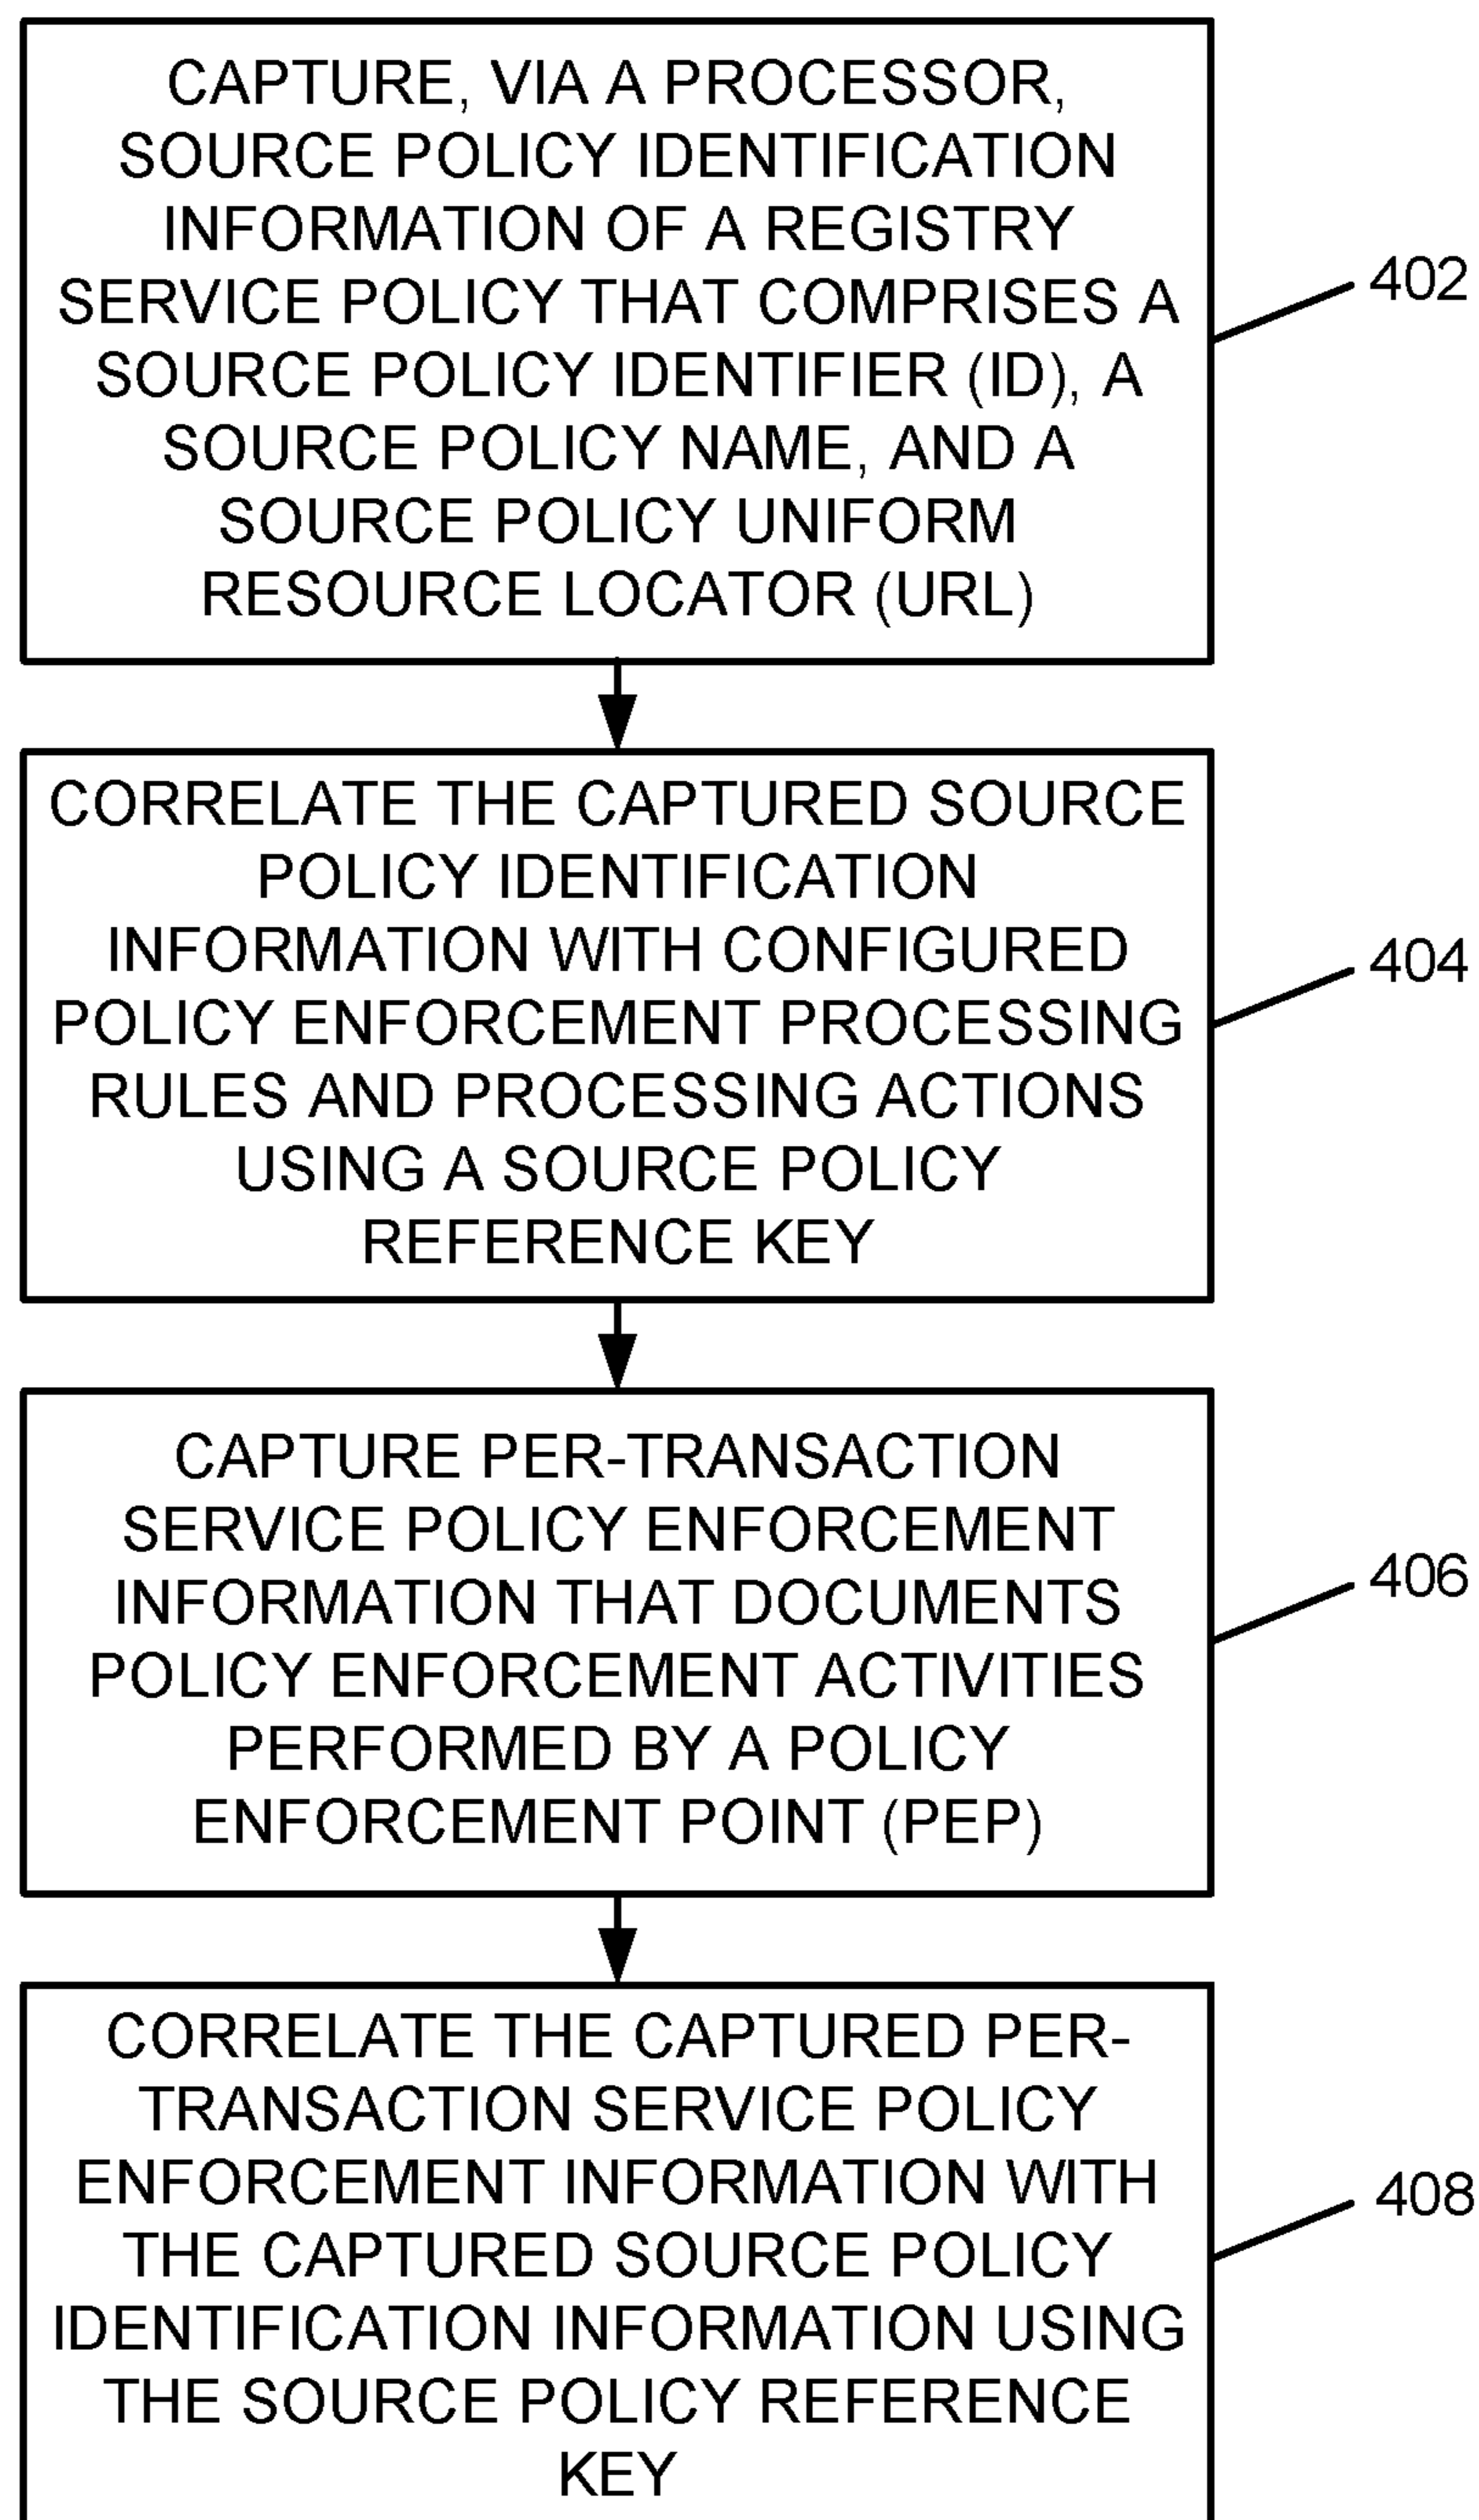 CAPTURE, VIA A PROCESSOR,
SOURCE POLICY IDENTIFICATION
INFORMATION OF A REGISTRY
SERVICE POLICY THAT COMPRISES A
SOURCE POLICY IDENTIFIER (ID), A
SOURCE POLICY NAME, AND A
SOURCE POLICY UNIFORM
RESOURCE LOCATOR (URL)
402
CORRELATE THE CAPTURED SOURCE
POLICY IDENTIFICATION
INFORMATION WITH CONFIGURED
POLICY ENFORCEMENT PROCESSING
RULES AND PROCESSING ACTIONS
USING A SOURCE POLICY
REFERENCE KEY
404
CAPTURE PER-TRANSACTION
SERVICE POLICY ENFORCEMENT
INFORMATION THAT DOCUMENTS
POLICY ENFORCEMENT ACTIVITIES
PERFORMED BY A POLICY
ENFORCEMENT POINT (PEP)
406
CORRELATE THE CAPTURED PER-
TRANSACTION SERVICE POLICY
ENFORCEMENT INFORMATION WITH
THE CAPTURED SOURCE POLICY
IDENTIFICATION INFORMATION USING
THE SOURCE POLICY REFERENCE
KEY
408